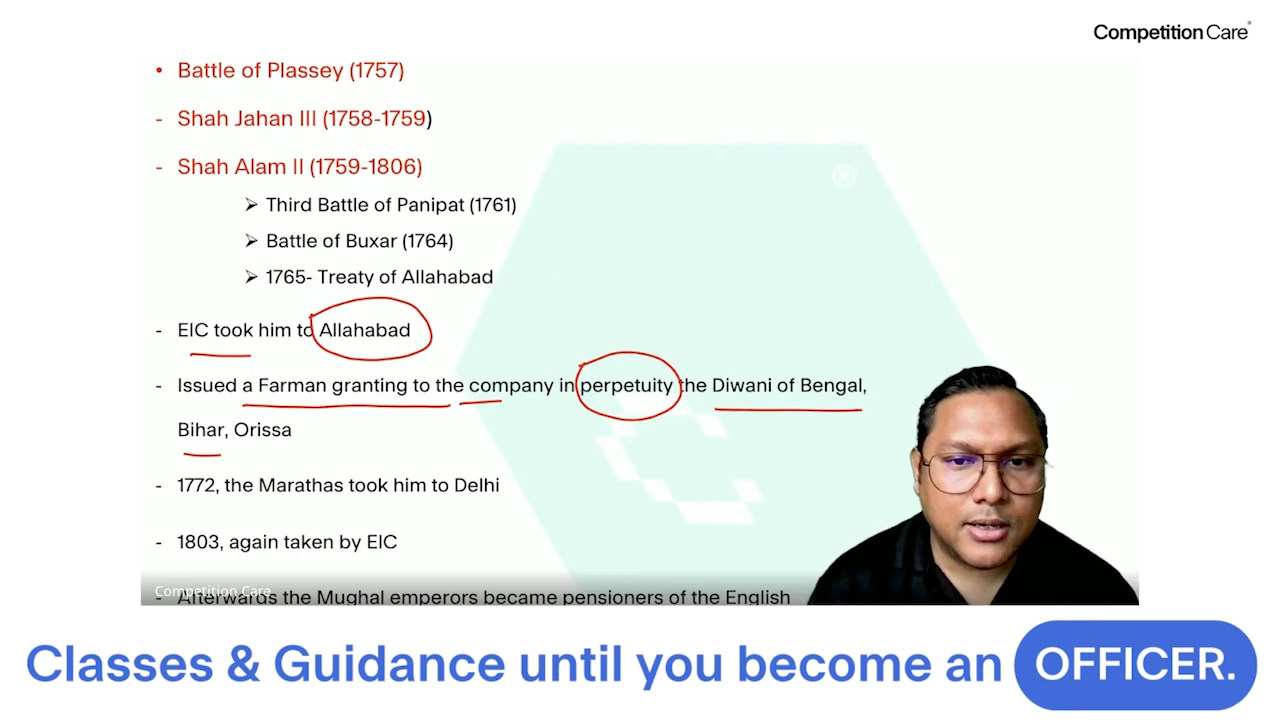 Competition Care®
• Battle of Plassey (1757)
- Shah Jahan III (1758-1759)
- Shah Alam II (1759-1806)
➢ Third Battle of Panipat (1761)
➢ Battle of Buxar (1764)
➢ 1765- Treaty of Allahabad
- EIC took him to Allahabad
- Issued a Farman granting to the company in perpetuity the Diwani of Bengal,
Bihar, Orissa
- 1772, the Marathas took him to Delhi
- 1803, again taken by EIC
Competition Care
- Afterwards the Mughal emperors became pensioners of the English
Classes & Guidance until you become an OFFICER.